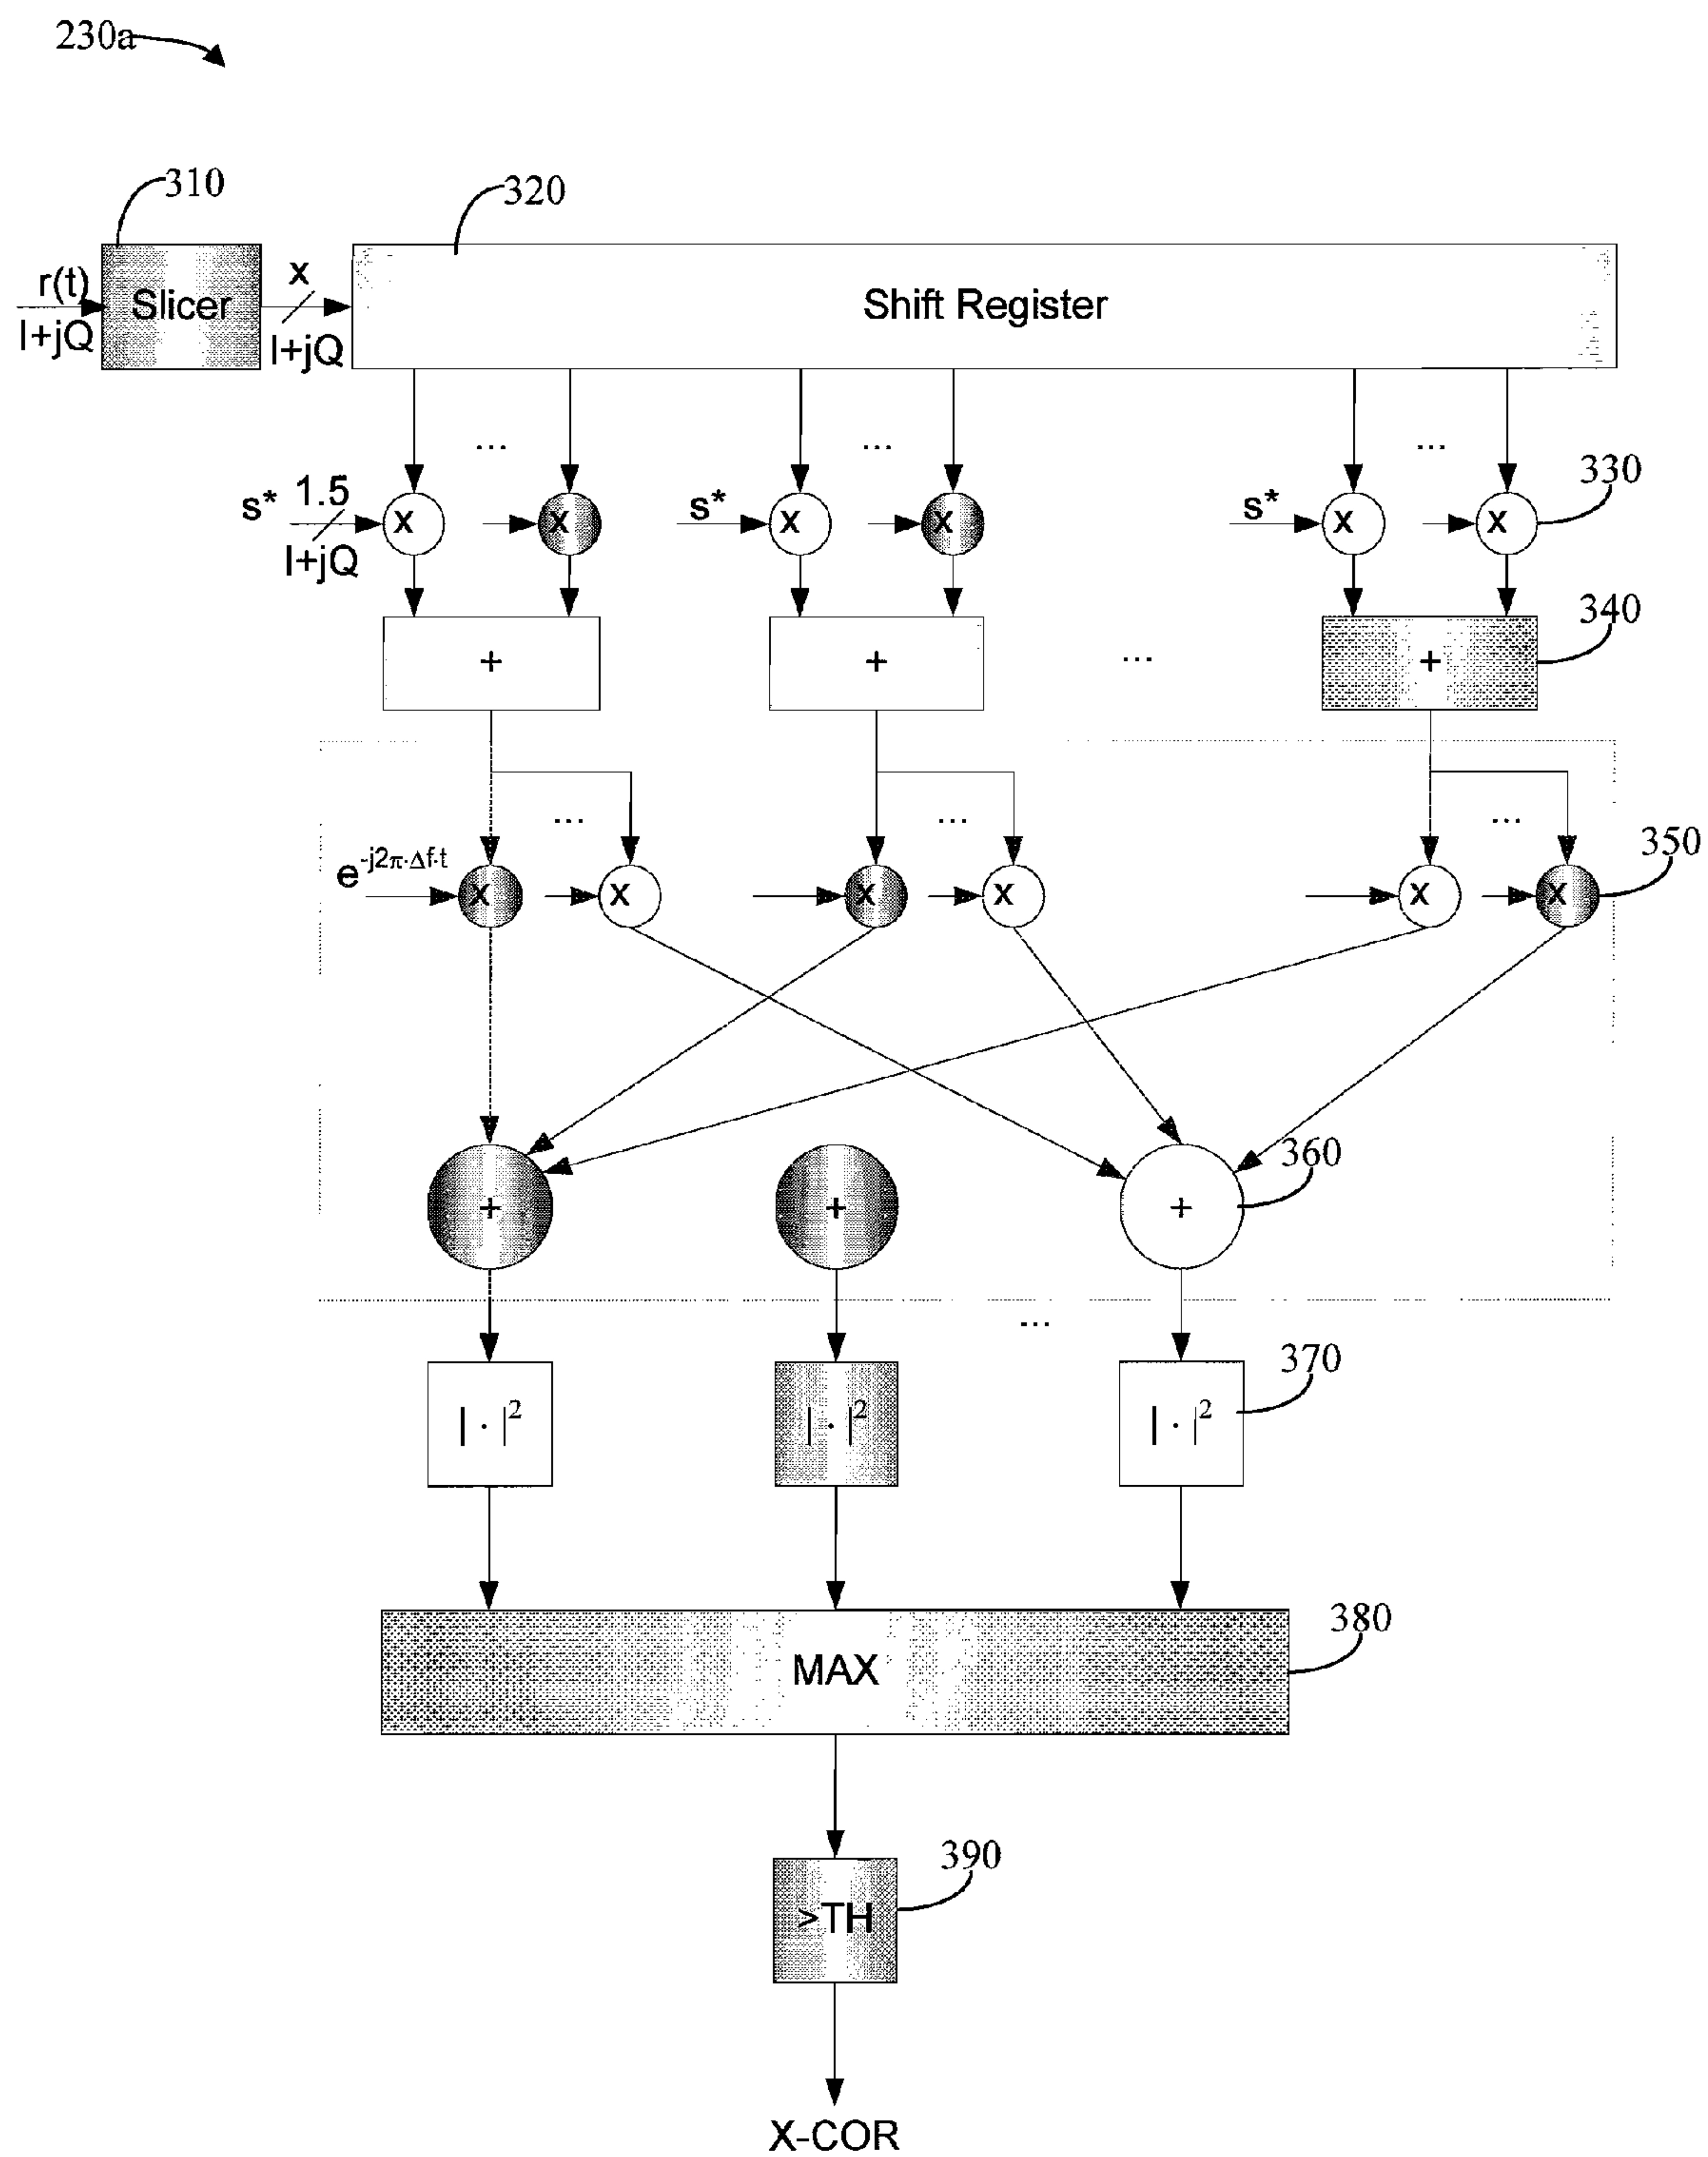 230a
310
320
r(t)
I+jQ
Slicer
x
I+jQ
Shift Register
... ... ...
s* 1.5
I+jQ
x x
s*
x x
s*
x x
330
+ + ... +
340
... ... ...
e^-j2π·Δf·t
x x x x x x
350
+ + +
360
...
|·|² |·|² |·|²
370
MAX
380
>TH
390
X-COR